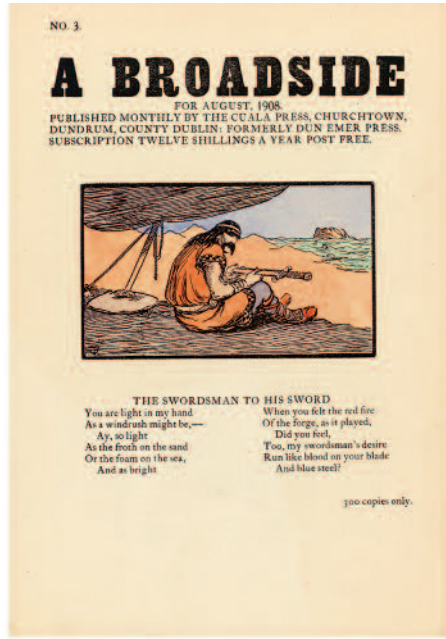 NO. 3.
A BROADSIDE
FOR AUGUST, 1908.
PUBLISHED MONTHLY BY THE CUALA PRESS, CHURCHTOWN,
DUNDRUM, COUNTY DUBLIN: FORMERLY DUN EMER PRESS.
SUBSCRIPTION TWELVE SHILLINGS A YEAR POST FREE.
THE SWORDSMAN TO HIS SWORD
You are light in my hand
As a windrush might be,—
Ay, so light
As the froth on the sand
Or the foam on the sea,
And as bright
When you felt the red fire
Of the forge, as it played,
Did you feel,
Too, my swordsman's desire
Run like blood on your blade
And blue steel?
300 copies only.